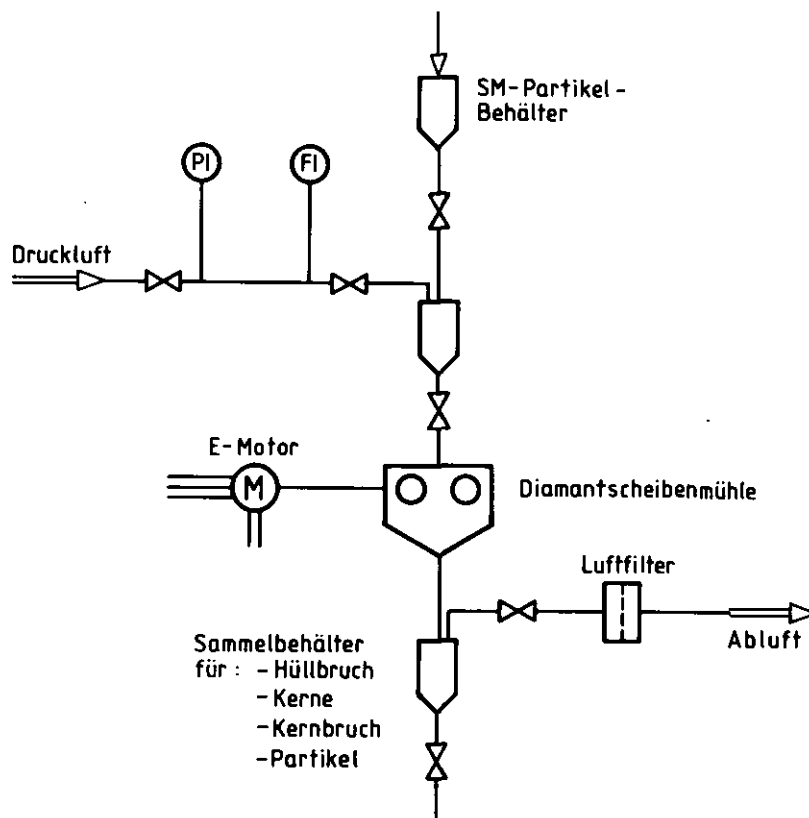 SM-Partikel-
Behälter
PI
FI
Druckluft
E-Motor
M
Diamantscheibenmühle
Luftfilter
Abluft
Sammelbehälter
für : - Hüllbruch
- Kerne
- Kernbruch
- Partikel